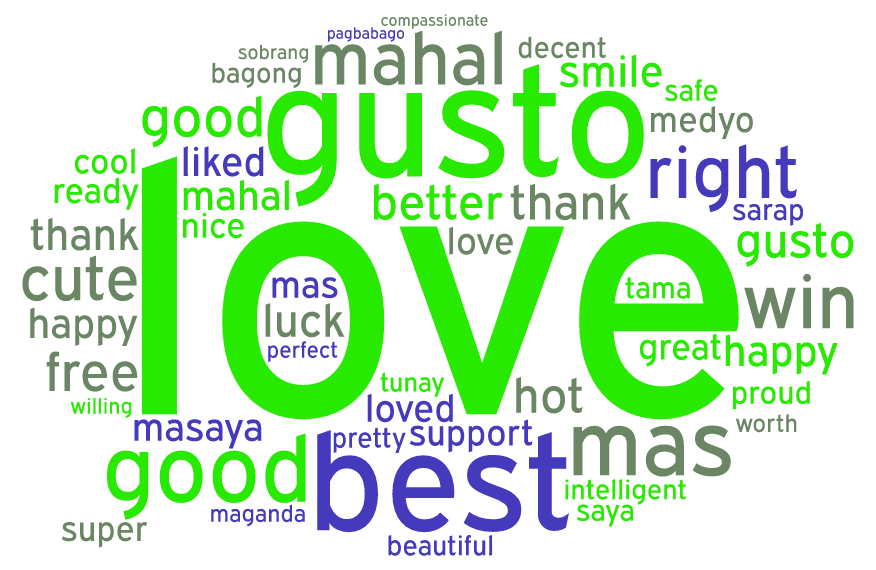 compassionate
pagbabago
sobrang
mahal
decent
bagong
smile
safe
good
gusto
medyo
cool
liked
right
ready
mahal
better
thank
sarap
nice
thank
love
gusto
cute
love
mas
tama
win
happy
luck
great
happy
perfect
free
tunay
hot
proud
willing
loved
worth
masaya
pretty
support
mas
good
best
intelligent
maganda
saya
super
beautiful